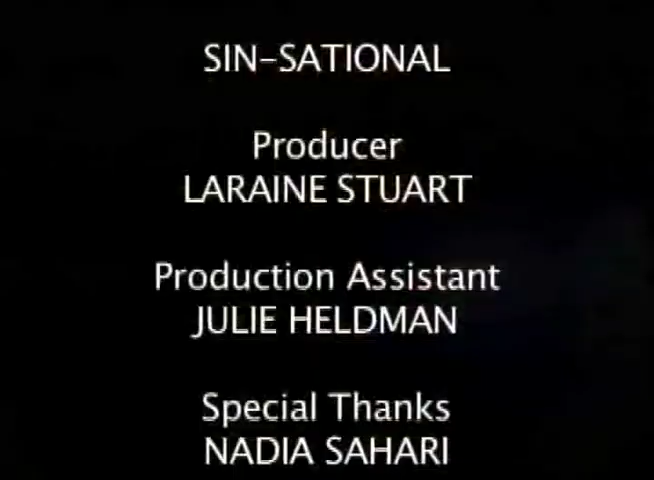 SIN-SATIONAL
Producer
LARAINE STUART
Production Assistant
JULIE HELDMAN
Special Thanks
NADIA SAHARI